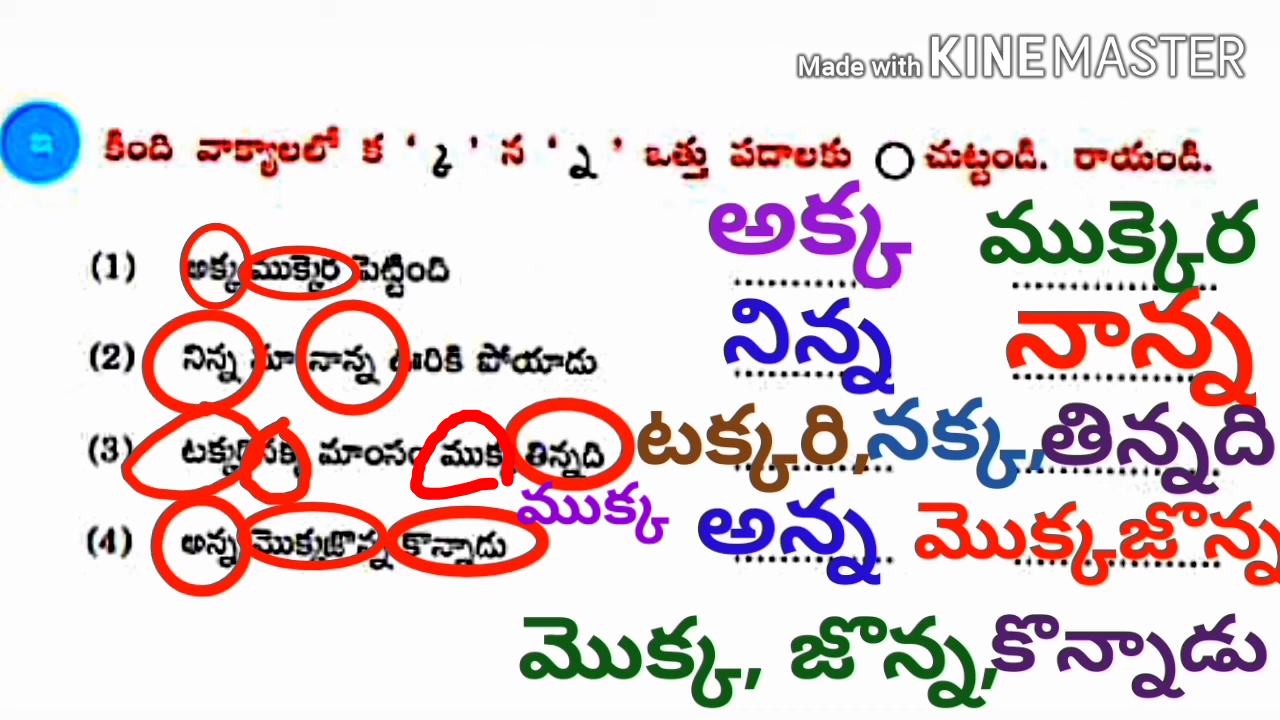 Made with KINEMASTER
కింది వాక్యాలలో క ' ్క ' న ' ్న ' ఒత్తు పదాలకు ○ చుట్టండి. రాయండి.
(1) అక్క ముక్కెర పెట్టింది అక్క ముక్కెర
(2) నిన్న మా నాన్న ఊరికి పోయాడు నిన్న నాన్న
(3) టక్కరి నక్క మాంసం ముక్క తిన్నది టక్కరి, నక్క, తిన్నది
ముక్క
(4) అన్న మొక్కజొన్న కొన్నాడు అన్న మొక్కజొన్న
మొక్క, జొన్న, కొన్నాడు